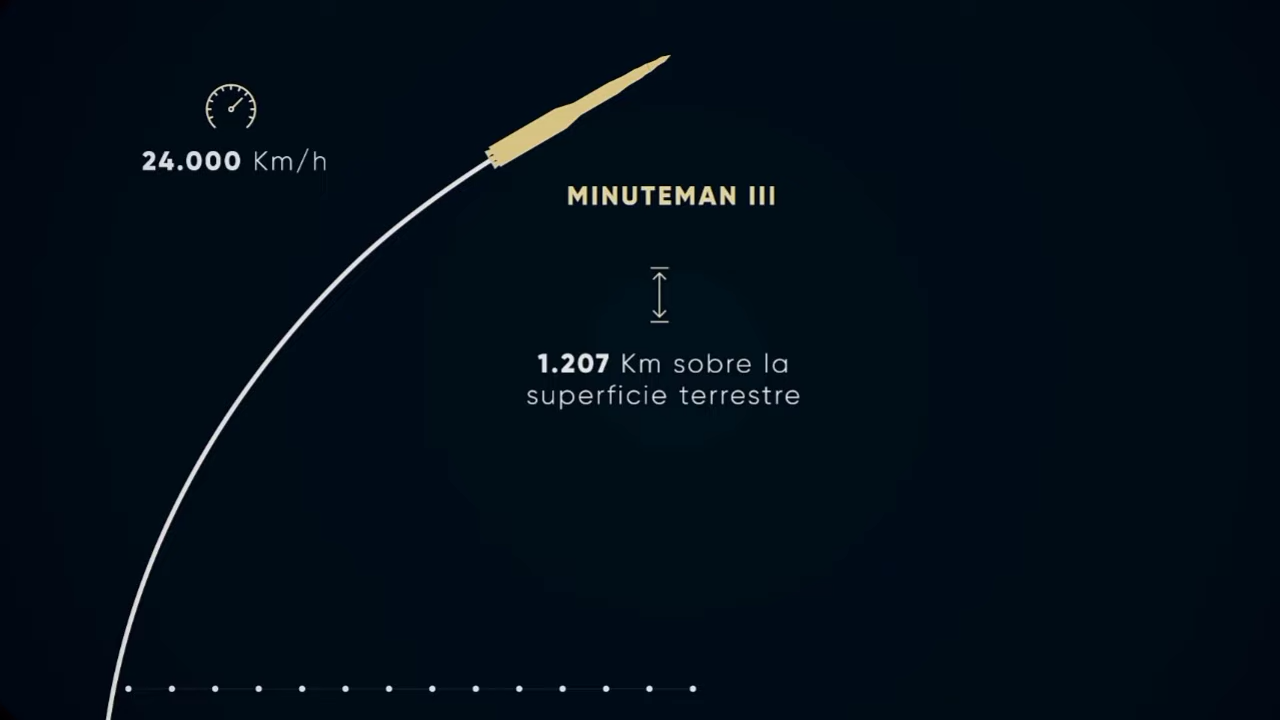 24.000 Km/h
MINUTEMAN III
1.207 Km sobre la
superficie terrestre